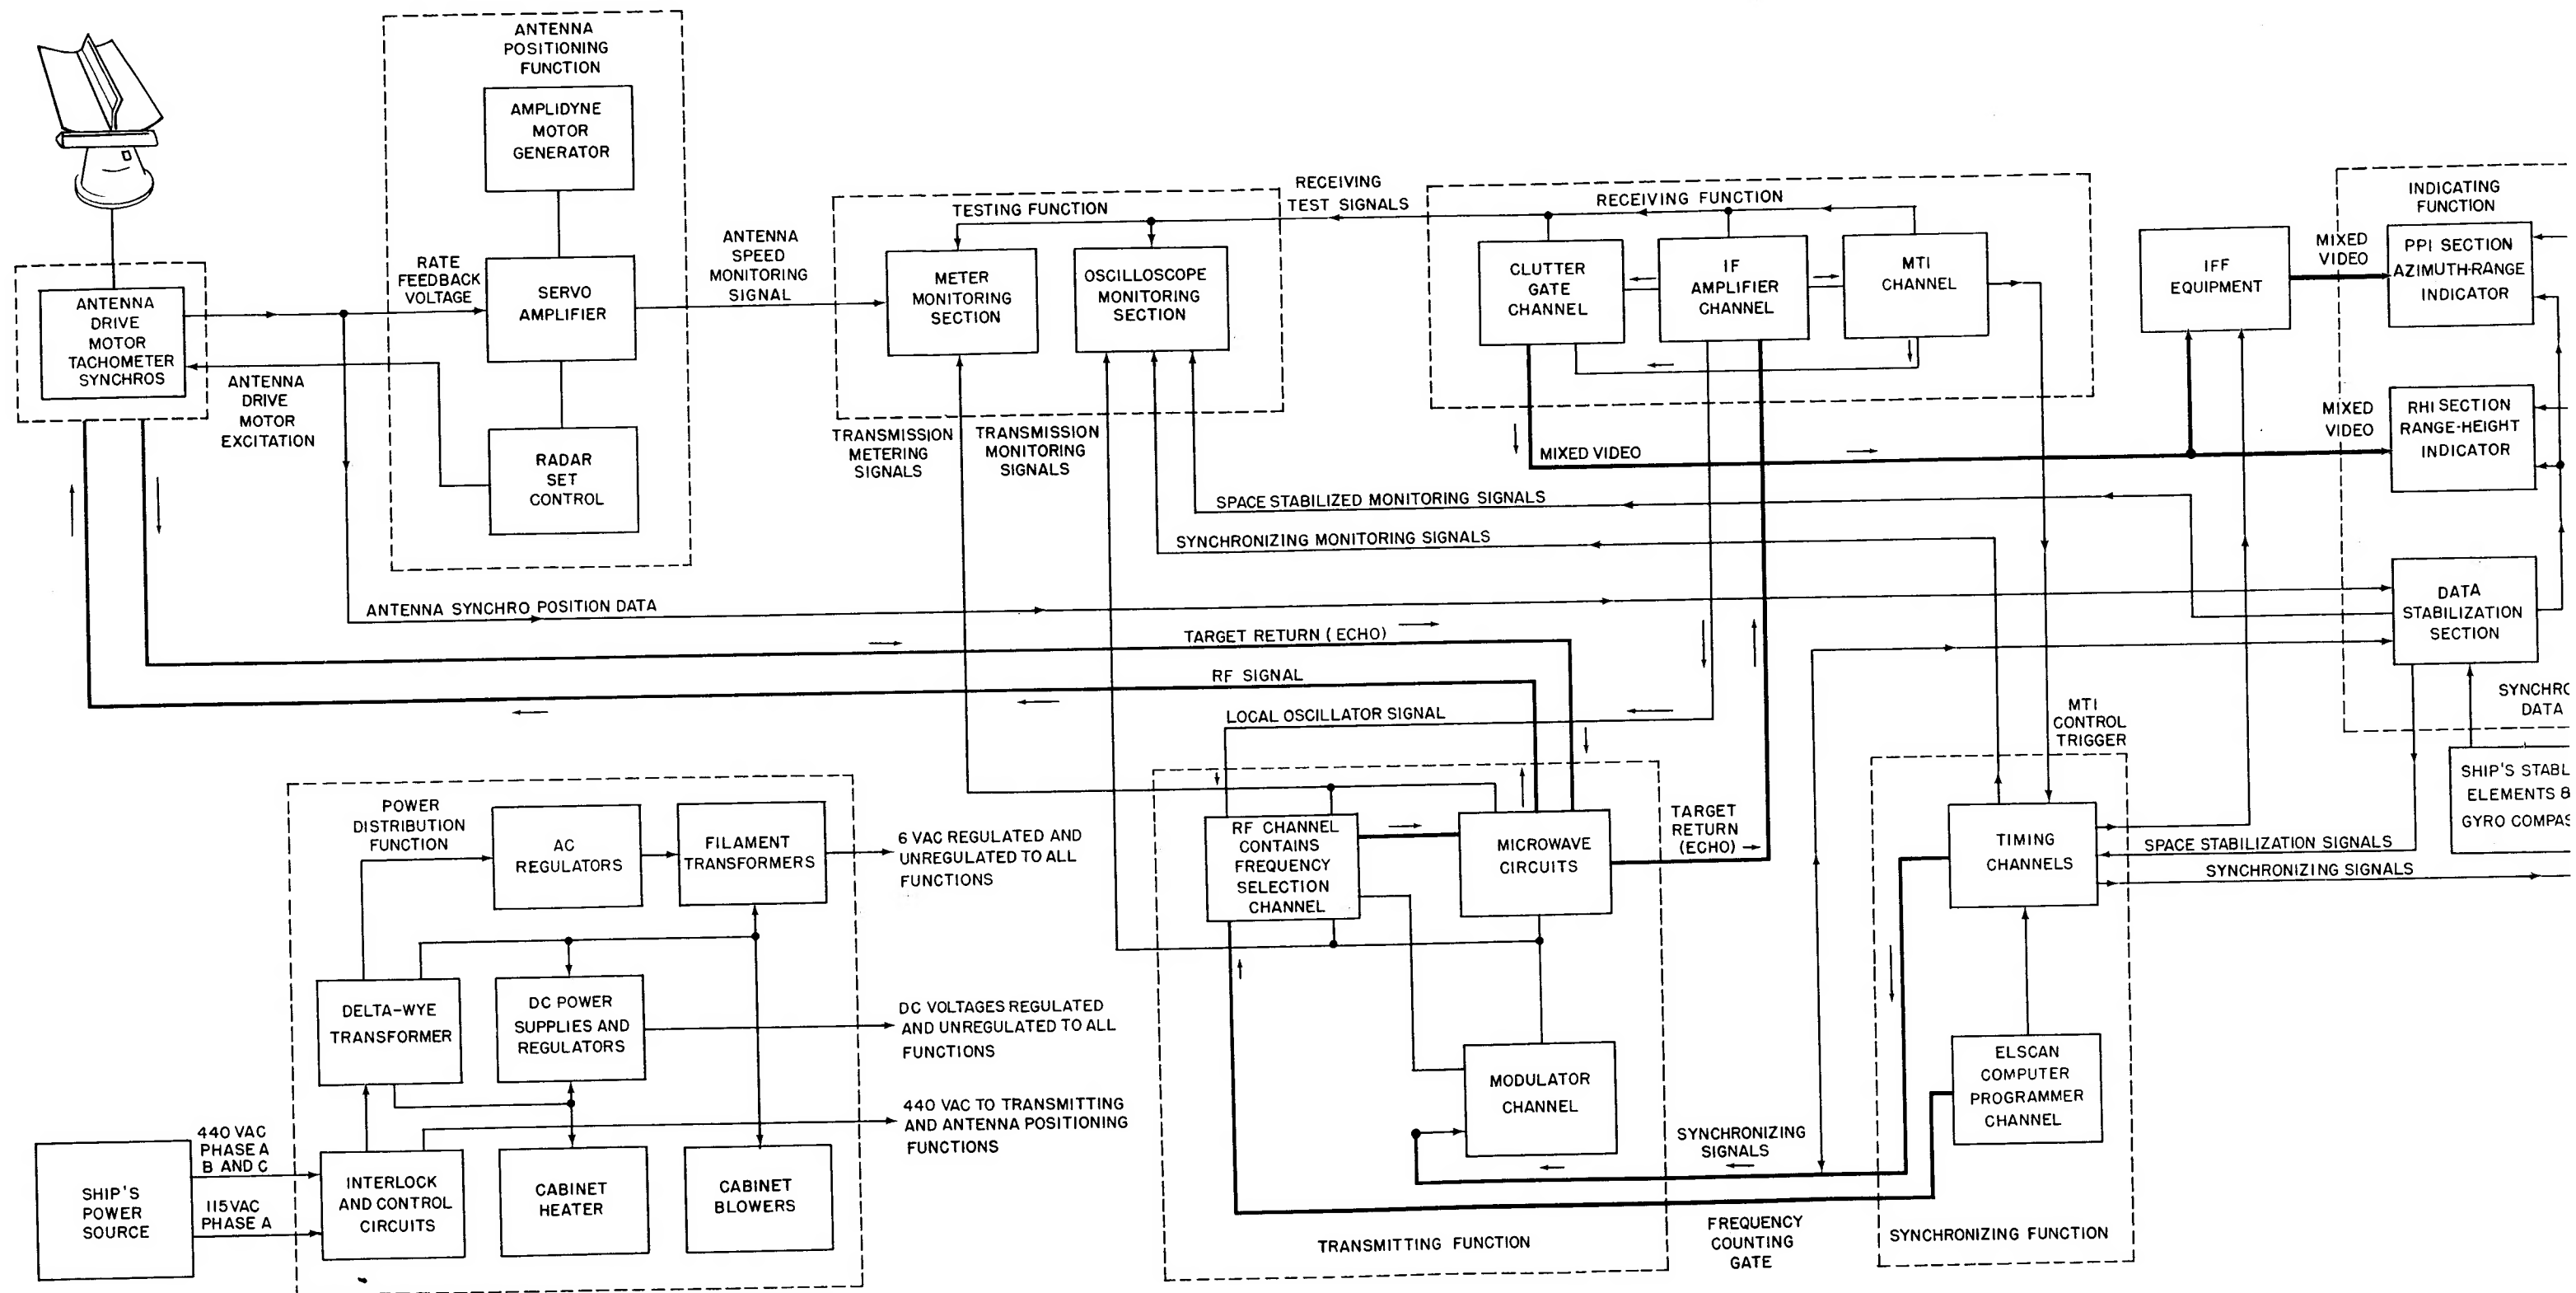 ANTENNA
POSITIONING
FUNCTION
AMPLIDYNE
MOTOR
GENERATOR
ANTENNA
DRIVE
MOTOR
TACHOMETER
SYNCHROS
RATE
FEEDBACK
VOLTAGE
SERVO
AMPLIFIER
ANTENNA
DRIVE
MOTOR
EXCITATION
RADAR
SET
CONTROL
ANTENNA
SPEED
MONITORING
SIGNAL
TESTING FUNCTION
METER
MONITORING
SECTION
OSCILLOSCOPE
MONITORING
SECTION
RECEIVING
TEST SIGNALS
RECEIVING FUNCTION
CLUTTER
GATE
CHANNEL
IF
AMPLIFIER
CHANNEL
MTI
CHANNEL
IFF
EQUIPMENT
MIXED
VIDEO
INDICATING
FUNCTION
PPI SECTION
AZIMUTH-RANGE
INDICATOR
MIXED
VIDEO
RHI SECTION
RANGE-HEIGHT
INDICATOR
TRANSMISSION
METERING
SIGNALS
TRANSMISSION
MONITORING
SIGNALS
MIXED VIDEO
SPACE STABILIZED MONITORING SIGNALS
SYNCHRONIZING MONITORING SIGNALS
ANTENNA SYNCHRO POSITION DATA
DATA
STABILIZATION
SECTION
TARGET RETURN (ECHO)
RF SIGNAL
LOCAL OSCILLATOR SIGNAL
MTI
CONTROL
TRIGGER
SYNCHRO
DATA
SHIP'S STABL
ELEMENTS &
GYRO COMPAS
POWER
DISTRIBUTION
FUNCTION
AC
REGULATORS
FILAMENT
TRANSFORMERS
6 VAC REGULATED AND
UNREGULATED TO ALL
FUNCTIONS
DELTA-WYE
TRANSFORMER
DC POWER
SUPPLIES AND
REGULATORS
DC VOLTAGES REGULATED
AND UNREGULATED TO ALL
FUNCTIONS
440 VAC TO TRANSMITTING
AND ANTENNA POSITIONING
FUNCTIONS
SHIP'S
POWER
SOURCE
440 VAC
PHASE A
B AND C
115 VAC
PHASE A
INTERLOCK
AND CONTROL
CIRCUITS
CABINET
HEATER
CABINET
BLOWERS
RF CHANNEL
CONTAINS
FREQUENCY
SELECTION
CHANNEL
MICROWAVE
CIRCUITS
TARGET
RETURN
(ECHO)
MODULATOR
CHANNEL
SYNCHRONIZING
SIGNALS
TRANSMITTING FUNCTION
FREQUENCY
COUNTING
GATE
TIMING
CHANNELS
SPACE STABILIZATION SIGNALS
SYNCHRONIZING SIGNALS
ELSCAN
COMPUTER
PROGRAMMER
CHANNEL
SYNCHRONIZING FUNCTION